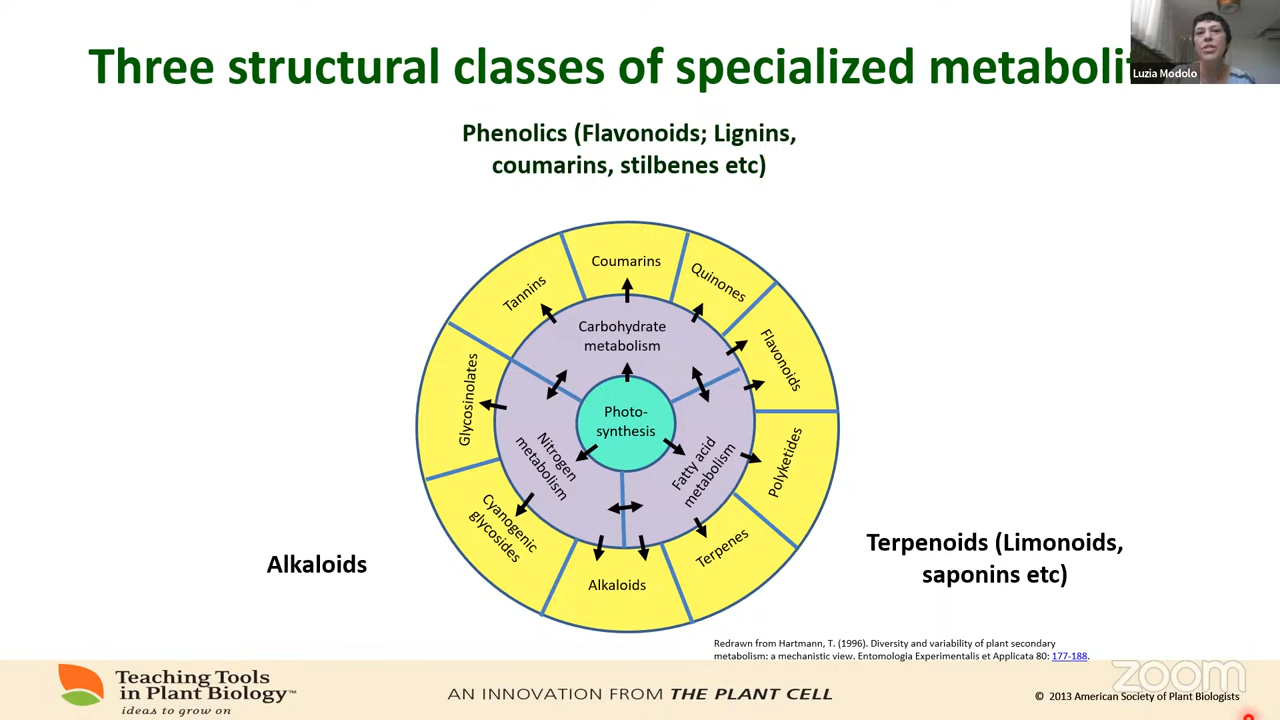 Three structural classes of specialized metaboli
Luzia Modolo
Phenolics (Flavonoids; Lignins,
coumarins, stilbenes etc)
Coumarins
Quinones
Tannins
Flavonoids
Carbohydrate
metabolism
Glycosinolates
Photo-
synthesis
Nitrogen
metabolism
Fatty acid
metabolism
Polyketides
Cyanogenic
glycosides
Terpenes
Alkaloids
Alkaloids
Terpenoids (Limonoids,
saponins etc)
Redrawn from Hartmann, T. (1996). Diversity and variability of plant secondary
metabolism: a mechanistic view. Entomologia Experimentalis et Applicata 80: 177-188.
zoom
Teaching Tools
in Plant Biology™
ideas to grow on
AN INNOVATION FROM THE PLANT CELL
© 2013 American Society of Plant Biologists